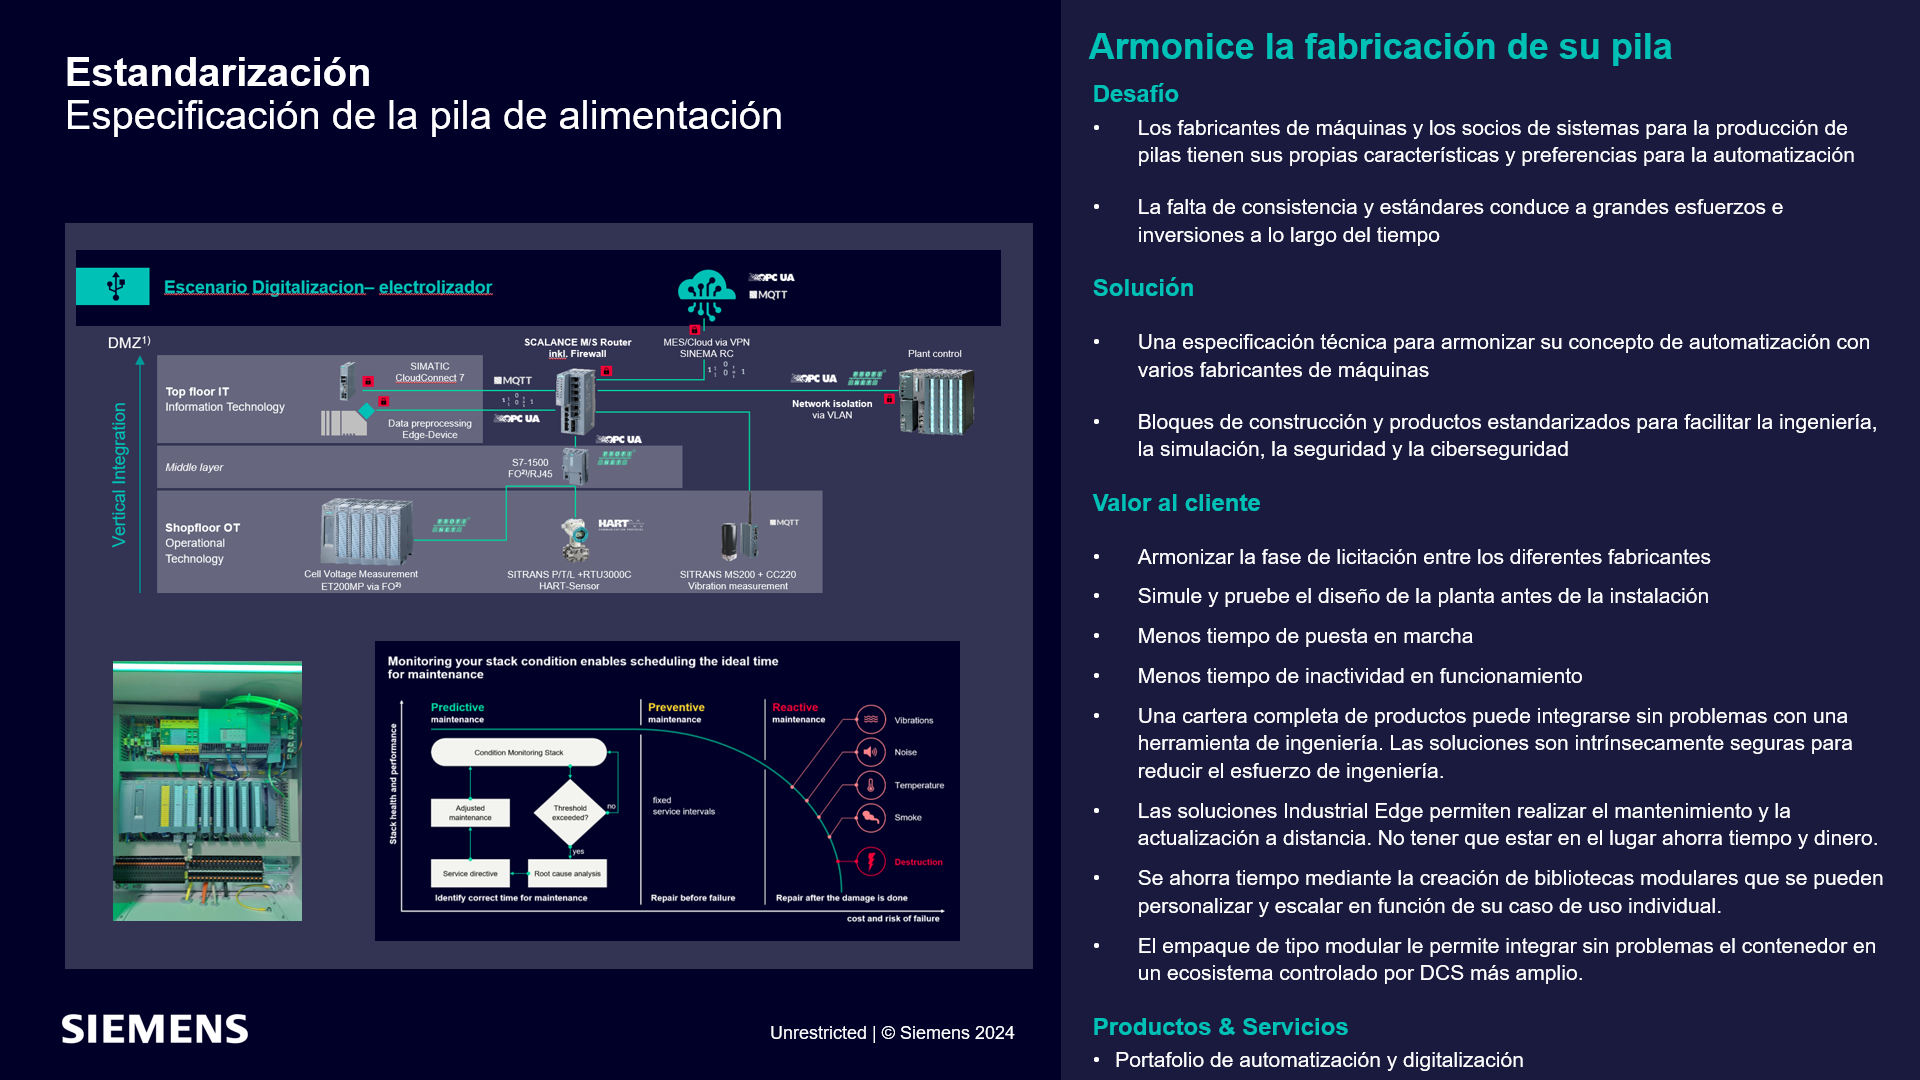 Estandarización
Especificación de la pila de alimentación
Escenario Digitalizacion– electrolizador
OPC UA
MQTT
DMZ1)
Vertical Integration
SCALANCE M/S Router
inkl. Firewall
MES/Cloud via VPN
SINEMA RC
Plant control
Top floor IT
Information Technology
SIMATIC
CloudConnect 7
MQTT
OPC UA
Data preprocessing
Edge-Device
OPC UA
PROFI
NET
Network isolation
via VLAN
OPC UA
PROFI
NET
Middle layer
S7-1500
FO2)/RJ45
Shopfloor OT
Operational
Technology
PROFI
NET
HART
MQTT
Cell Voltage Measurement
ET200MP via FO2)
SITRANS P/T/L +RTU3000C
HART-Sensor
SITRANS MS200 + CC220
Vibration measurement
Monitoring your stack condition enables scheduling the ideal time
for maintenance
Stack health and performance
Predictive
maintenance
Preventive
maintenance
Reactive
maintenance
Condition Monitoring Stack
Adjusted
maintenance
Threshold
exceeded?
no
yes
Service directive
Root cause analysis
fixed
service intervals
Vibrations
Noise
Temperature
Smoke
Destruction
Identify correct time for maintenance
Repair before failure
Repair after the damage is done
cost and risk of failure
SIEMENS
Unrestricted | © Siemens 2024
Armonice la fabricación de su pila
Desafío
• Los fabricantes de máquinas y los socios de sistemas para la producción de
pilas tienen sus propias características y preferencias para la automatización
• La falta de consistencia y estándares conduce a grandes esfuerzos e
inversiones a lo largo del tiempo
Solución
• Una especificación técnica para armonizar su concepto de automatización con
varios fabricantes de máquinas
• Bloques de construcción y productos estandarizados para facilitar la ingeniería,
la simulación, la seguridad y la ciberseguridad
Valor al cliente
• Armonizar la fase de licitación entre los diferentes fabricantes
• Simule y pruebe el diseño de la planta antes de la instalación
• Menos tiempo de puesta en marcha
• Menos tiempo de inactividad en funcionamiento
• Una cartera completa de productos puede integrarse sin problemas con una
herramienta de ingeniería. Las soluciones son intrínsecamente seguras para
reducir el esfuerzo de ingeniería.
• Las soluciones Industrial Edge permiten realizar el mantenimiento y la
actualización a distancia. No tener que estar en el lugar ahorra tiempo y dinero.
• Se ahorra tiempo mediante la creación de bibliotecas modulares que se pueden
personalizar y escalar en función de su caso de uso individual.
• El empaque de tipo modular le permite integrar sin problemas el contenedor en
un ecosistema controlado por DCS más amplio.
Productos & Servicios
• Portafolio de automatización y digitalización